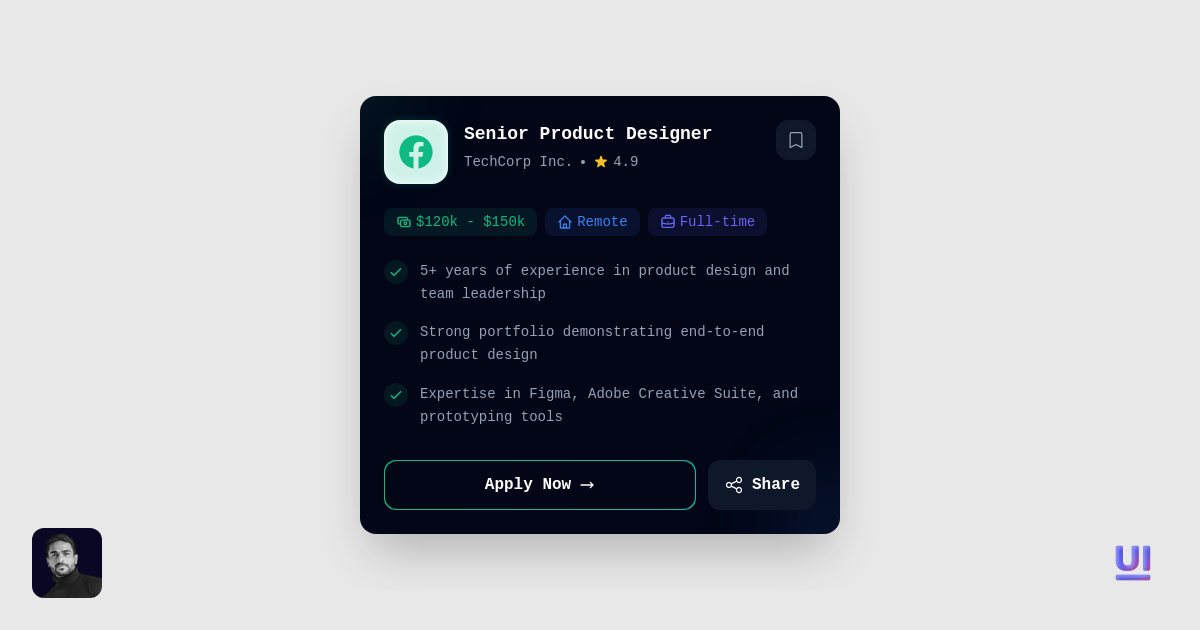 Senior Product Designer
TechCorp Inc. • 4.9
$120k - $150k Remote Full-time
5+ years of experience in product design and
team leadership
Strong portfolio demonstrating end-to-end
product design
Expertise in Figma, Adobe Creative Suite, and
prototyping tools
Apply Now → Share
UI